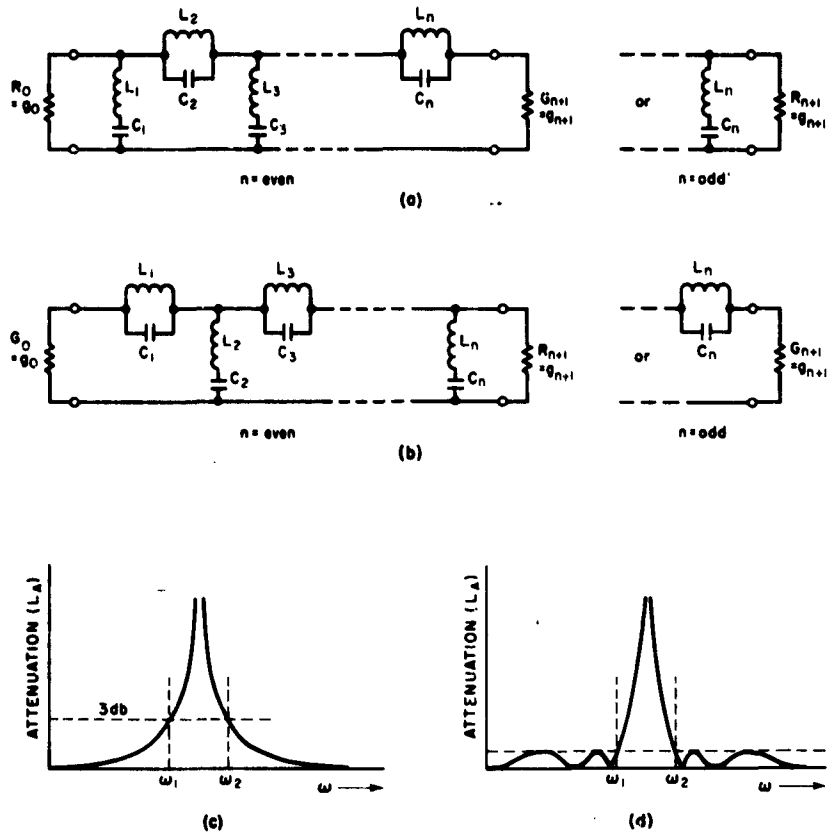 L2
Ln
R0
= g0
L1
C1
C2
L3
C3
Cn
Gn+1
=gn+1
or
Ln
Cn
Rn+1
=gn+1
n = even
n = odd
(a)
L1
L3
G0
= g0
C1
L2
C2
C3
Ln
Cn
Rn+1
=gn+1
or
Ln
Cn
Gn+1
=gn+1
n = even
n = odd
(b)
ATTENUATION (LA)
3db
ω1
ω2
ω
(c)
ATTENUATION (LA)
ω1
ω2
ω
(d)